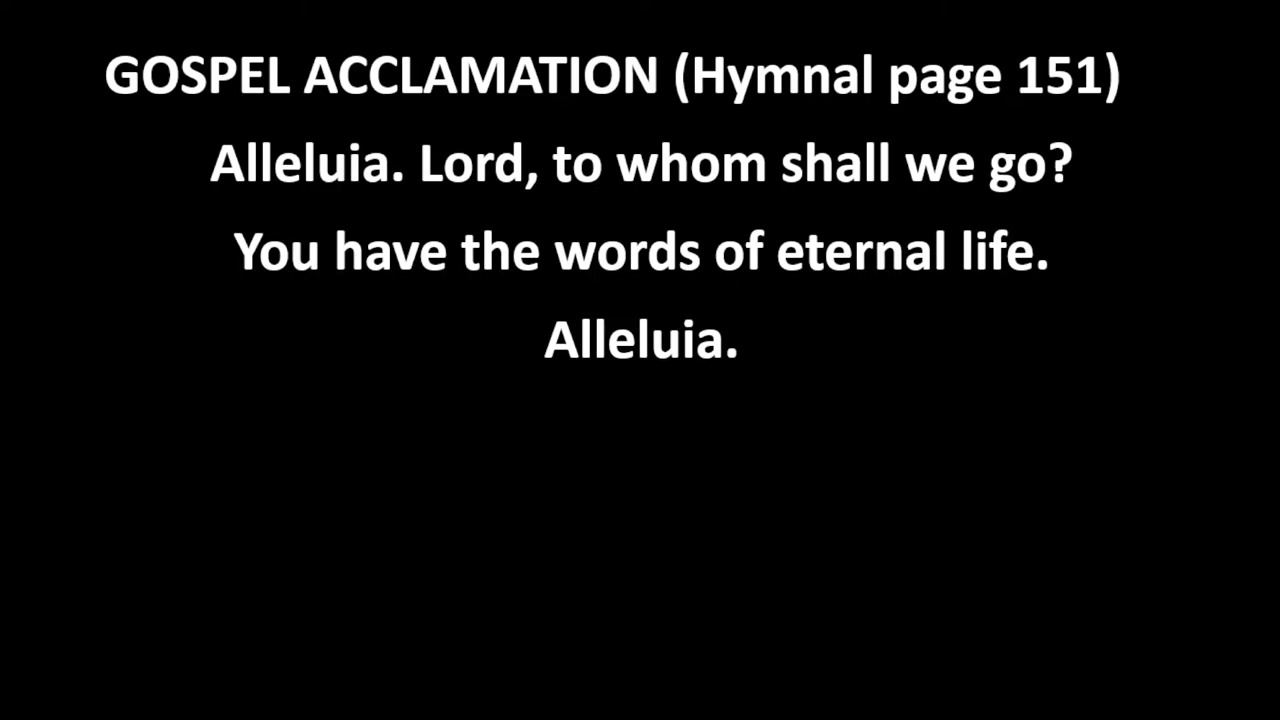 GOSPEL ACCLAMATION (Hymnal page 151)
Alleluia. Lord, to whom shall we go?
You have the words of eternal life.
Alleluia.